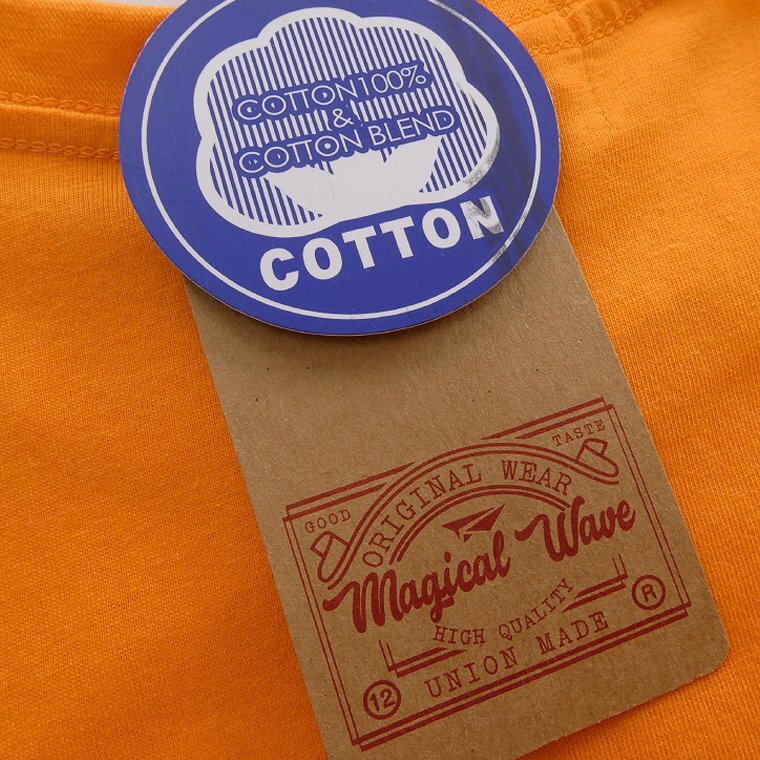 COTTON100%
&
COTTON BLEND
COTTON
GOOD
TASTE
ORIGINAL WEAR
Magical Wave
HIGH QUALITY
UNION MADE
12
R